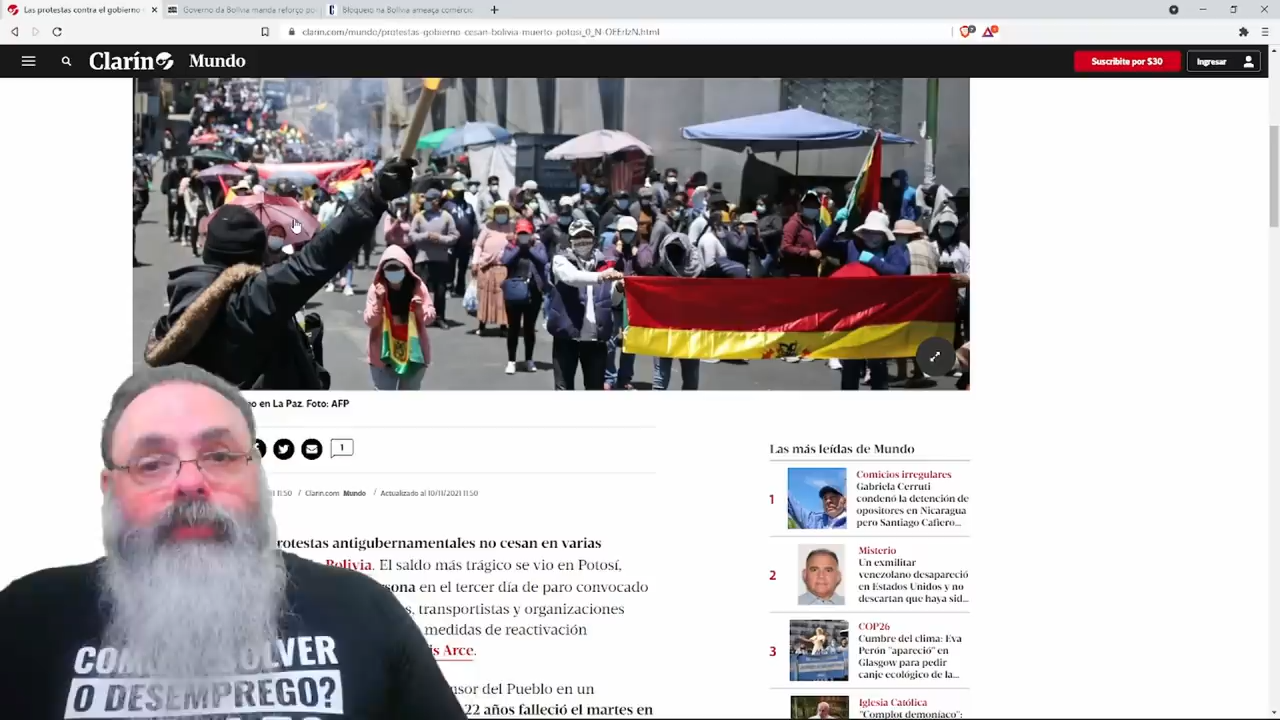 Las protestas contra el gobierno
Governo da Bolívia manda reforço po
Bloqueio na Bolívia ameaça comércio
clarin.com/mundo/protestas-gobierno-cesan-bolivia-muerto-potosi_0_
Clarín Mundo
Suscribite por $30
Ingresar
en La Paz. Foto: AFP
1
11:50 / Clarin.com Mundo / Actualizado al 10/11/2021 11:50
rotestas antigubernamentales no cesan en varias
Bolivia. El saldo más trágico se vio en Potosí,
sona en el tercer día de paro convocado
s, transportistas y organizaciones
medidas de reactivación
is Arce.
nsor del Pueblo en un
22 años falleció el martes en
Las más leídas de Mundo
1
Comicios irregulares
Gabriela Cerruti
condenó la detención de
opositores en Nicaragua
pero Santiago Cafiero...
2
Misterio
Un exmilitar
venezolano desapareció
en Estados Unidos y no
descartan que haya sid...
3
COP26
Cumbre del clima: Eva
Perón "apareció" en
Glasgow para pedir
canje ecológico de la...
Iglesia Católica
"Complot demoníaco":
OLVER
O DESEMPREGO?